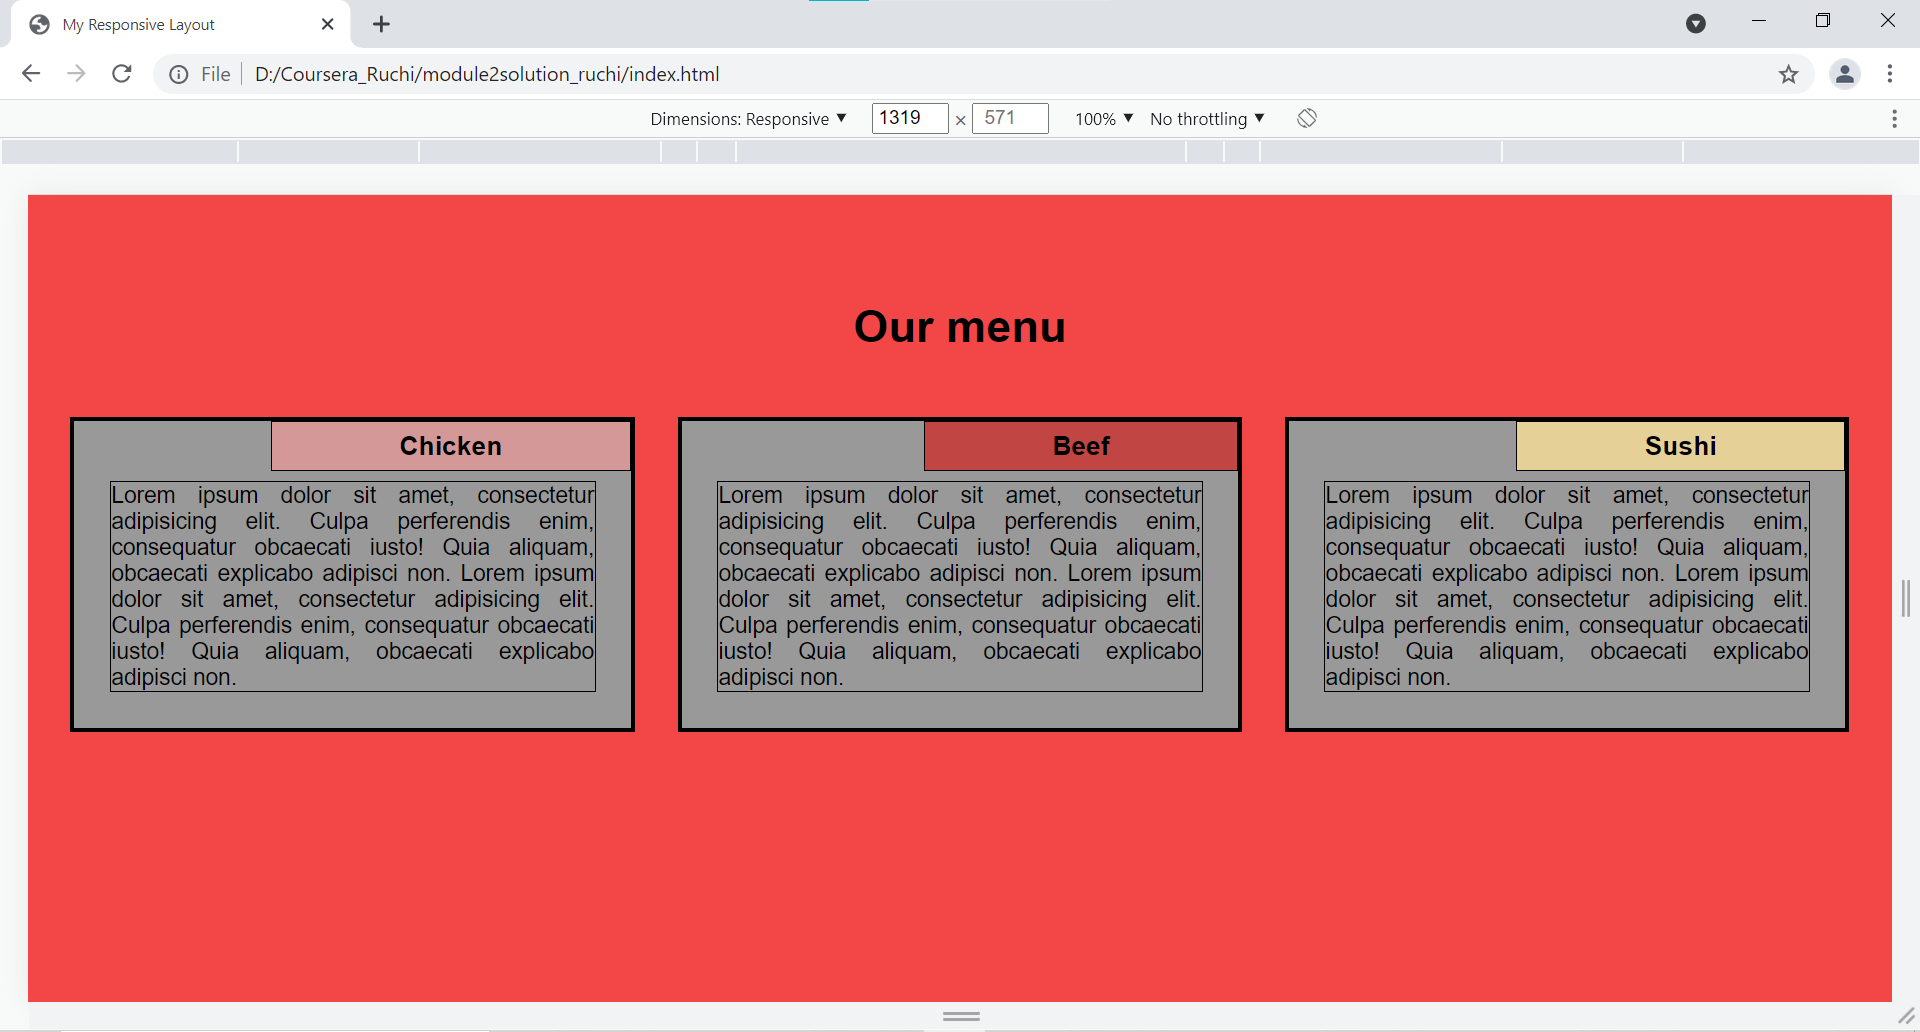 My Responsive Layout
File D:/Coursera_Ruchi/module2solution_ruchi/index.html
Dimensions: Responsive ▼ 1319 × 571 100% ▼ No throttling ▼
Our menu
Chicken
Lorem ipsum dolor sit amet, consectetur
adipisicing elit. Culpa perferendis enim,
consequatur obcaecati iusto! Quia aliquam,
obcaecati explicabo adipisci non. Lorem ipsum
dolor sit amet, consectetur adipisicing elit.
Culpa perferendis enim, consequatur obcaecati
iusto! Quia aliquam, obcaecati explicabo
adipisci non.
Beef
Lorem ipsum dolor sit amet, consectetur
adipisicing elit. Culpa perferendis enim,
consequatur obcaecati iusto! Quia aliquam,
obcaecati explicabo adipisci non. Lorem ipsum
dolor sit amet, consectetur adipisicing elit.
Culpa perferendis enim, consequatur obcaecati
iusto! Quia aliquam, obcaecati explicabo
adipisci non.
Sushi
Lorem ipsum dolor sit amet, consectetur
adipisicing elit. Culpa perferendis enim,
consequatur obcaecati iusto! Quia aliquam,
obcaecati explicabo adipisci non. Lorem ipsum
dolor sit amet, consectetur adipisicing elit.
Culpa perferendis enim, consequatur obcaecati
iusto! Quia aliquam, obcaecati explicabo
adipisci non.